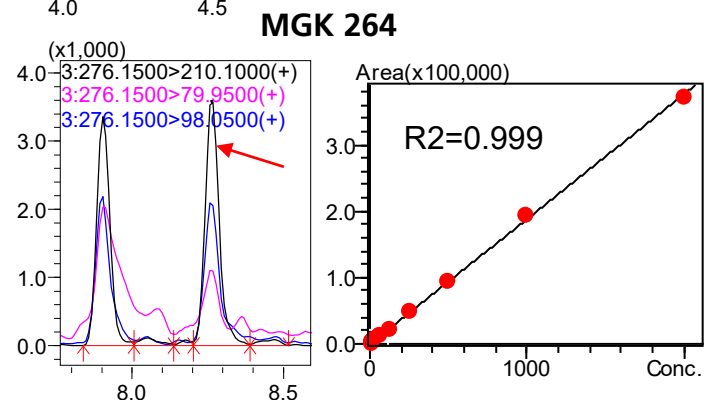 4.0 4.5
MGK 264
(x1,000)
3:276.1500>210.1000(+)
3:276.1500>79.9500(+)
3:276.1500>98.0500(+)
4.0
3.0
2.0
1.0
0.0
8.0 8.5
Area(x100,000)
R2=0.999
3.0
2.0
1.0
0.0
0 1000 Conc.